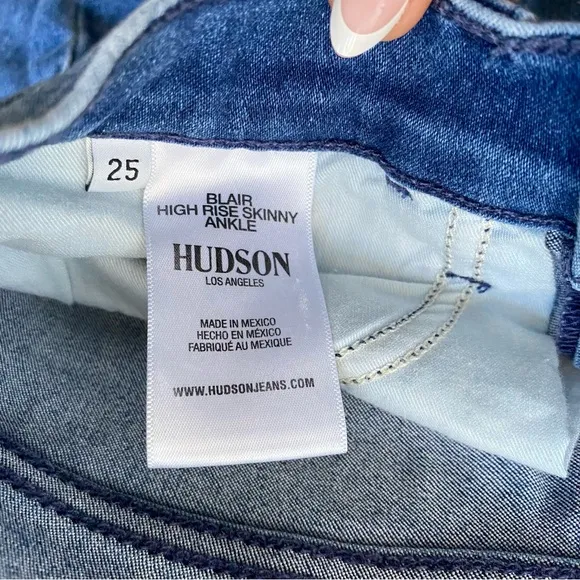 25
BLAIR
HIGH RISE SKINNY
ANKLE
HUDSON
LOS ANGELES
MADE IN MEXICO
HECHO EN MÉXICO
FABRIQUÉ AU MEXIQUE
WWW.HUDSONJEANS.COM